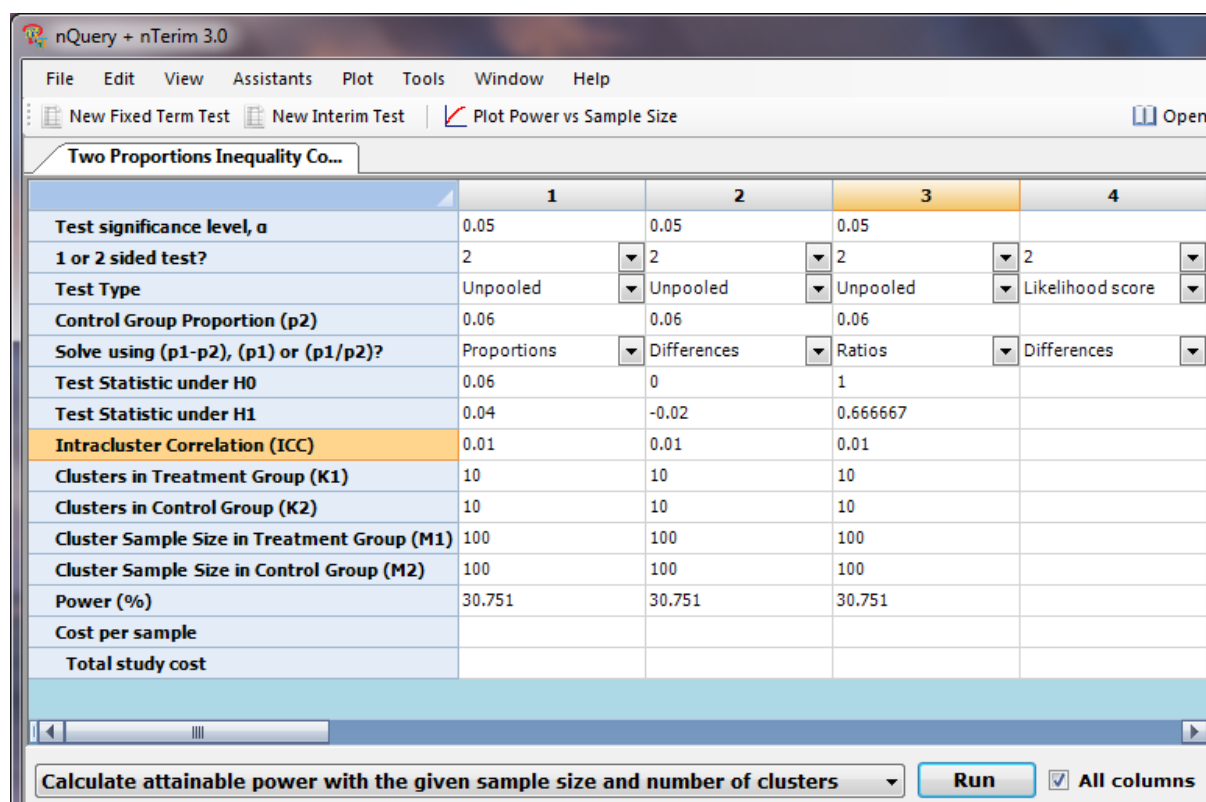 nQuery + nTerim 3.0
File Edit View Assistants Plot Tools Window Help
New Fixed Term Test New Interim Test Plot Power vs Sample Size Open
Two Proportions Inequality Co...
1 2 3 4
Test significance level, α 0.05 0.05 0.05
1 or 2 sided test? 2 2 2 2
Test Type Unpooled Unpooled Unpooled Likelihood score
Control Group Proportion (p2) 0.06 0.06 0.06
Solve using (p1-p2), (p1) or (p1/p2)? Proportions Differences Ratios Differences
Test Statistic under H0 0.06 0 1
Test Statistic under H1 0.04 -0.02 0.666667
Intracluster Correlation (ICC) 0.01 0.01 0.01
Clusters in Treatment Group (K1) 10 10 10
Clusters in Control Group (K2) 10 10 10
Cluster Sample Size in Treatment Group (M1) 100 100 100
Cluster Sample Size in Control Group (M2) 100 100 100
Power (%) 30.751 30.751 30.751
Cost per sample
Total study cost
Calculate attainable power with the given sample size and number of clusters Run All columns